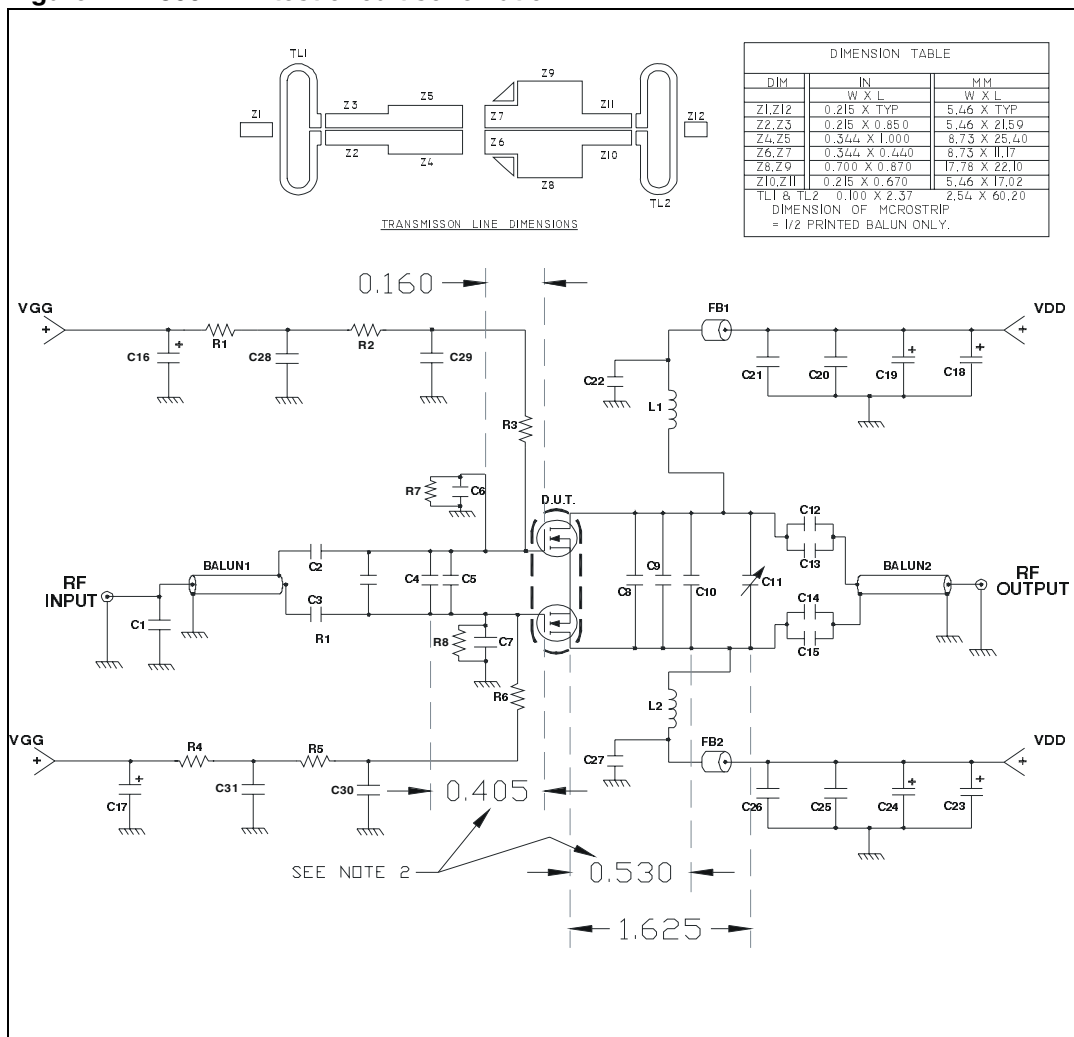 TL1
Z9
Z1
Z3
Z5
Z7
Z11
Z12
Z2
Z4
Z6
Z10
Z8
TL2
TRANSMISSON LINE DIMENSIONS
DIMENSION TABLE
DIM IN MM
W X L W X L
Z1,Z12 0.215 X TYP 5,46 X TYP
Z2,Z3 0.215 X 0.850 5,46 X 21,59
Z4,Z5 0.344 X 1.000 8,73 X 25,40
Z6,Z7 0.344 X 0.440 8,73 X 11,17
Z8,Z9 0.700 X 0.870 17,78 X 22,10
Z10,Z11 0.215 X 0.670 5,46 X 17,02
TL1 & TL2 0.100 X 2.37 2,54 X 60,20
DIMENSION OF MCROSTRIP
= 1/2 PRINTED BALUN ONLY.
0.160
VGG
+
C16
+
R1
C28
R2
C29
R3
FB1
VDD
+
C22
L1
C21
C20
C19
+
C18
+
R7
C6
D.U.T.
RF
INPUT
C1
BALUN1
C2
C3
R1
C4
C5
R8
C7
R6
C8
C9
C10
C11
C12
C13
C14
C15
BALUN2
RF
OUTPUT
VGG
+
C17
+
R4
C31
R5
C30
L2
C27
FB2
VDD
+
C26
C25
C24
+
C23
+
0.405
SEE NOTE 2
0.530
1.625